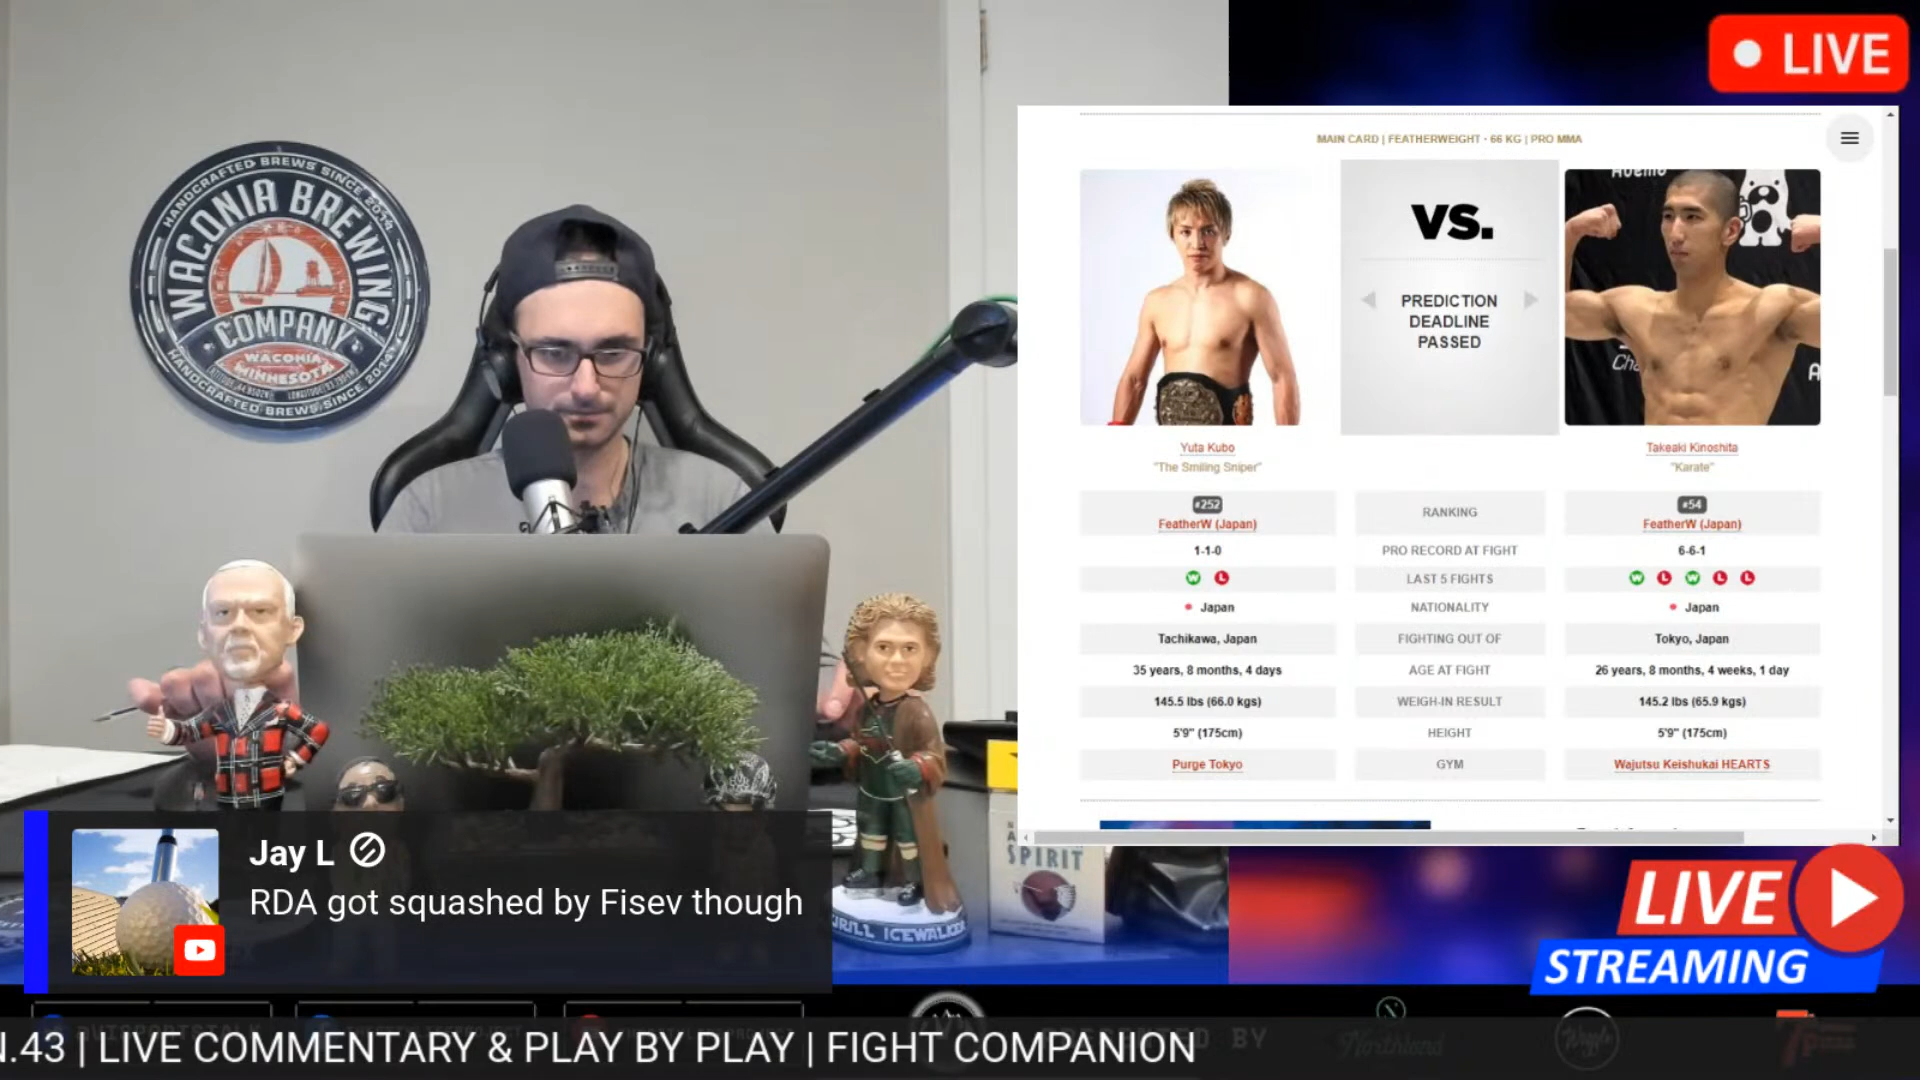 LIVE
HANDCRAFTED BREWS SINCE 2014
WACONIA BREWING
COMPANY
WACONIA
MINNESOTA
HANDCRAFTED BREWS SINCE 2014
MAIN CARD | FEATHERWEIGHT · 66 KG | PRO MMA
VS.
PREDICTION
DEADLINE
PASSED
Yuta Kubo
"The Smiling Sniper"
Takeaki Kinoshita
"Karate"
#252 RANKING #54
FeatherW (Japan) FeatherW (Japan)
1-1-0 PRO RECORD AT FIGHT 6-6-1
W L LAST 5 FIGHTS W L W L L
Japan NATIONALITY Japan
Tachikawa, Japan FIGHTING OUT OF Tokyo, Japan
35 years, 8 months, 4 days AGE AT FIGHT 26 years, 8 months, 4 weeks, 1 day
145.5 lbs (66.0 kgs) WEIGH-IN RESULT 145.2 lbs (65.9 kgs)
5'9" (175cm) HEIGHT 5'9" (175cm)
Purge Tokyo GYM Wajutsu Keishukai HEARTS
SPIRIT
Jay L
RDA got squashed by Fisev though
LIVE
STREAMING
N.43 | LIVE COMMENTARY & PLAY BY PLAY | FIGHT COMPANION